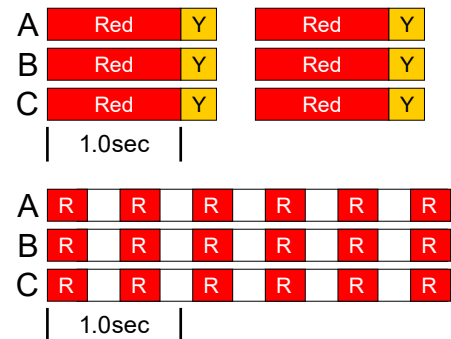 A Red Y Red Y
B Red Y Red Y
C Red Y Red Y
1.0sec
A R R R R R R
B R R R R R R
C R R R R R R
1.0sec